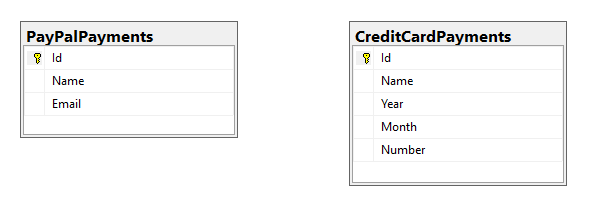 PayPalPayments
Id
Name
Email
CreditCardPayments
Id
Name
Year
Month
Number